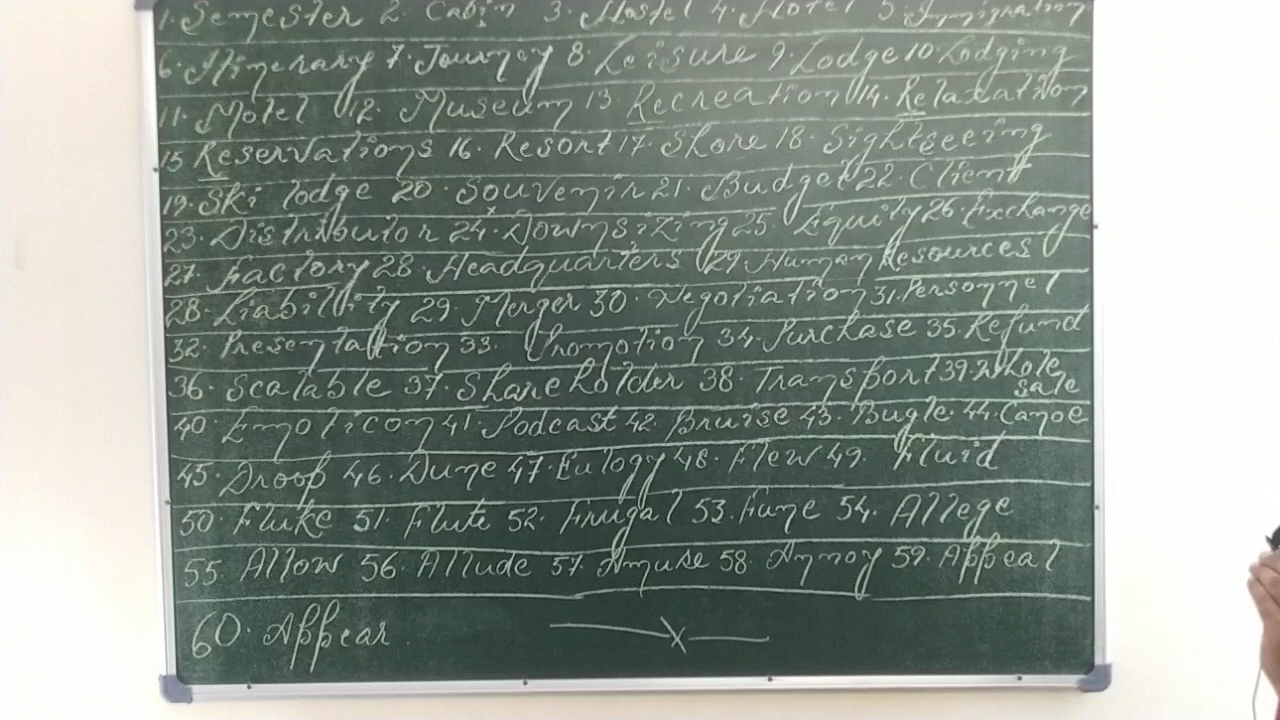 1. Semester 2. Cabin 3. Hostel 4. Hotel 5. Immigration
6. Itinerary 7. Journey 8. Leisure 9. Lodge 10. Lodging
11. Motel 12. Museum 13. Recreation 14. Relaxation
15 Reservations 16. Resort 17. Shore 18. Sightseeing
19. Ski lodge 20. Souvenir 21. Budget 22. Client
23. Distributor 24. Downsizing 25. Equity 26. Exchange
27. Factory 28. Headquarters 29. Human Resources
28. Liability 29. Merger 30. Negotiation 31. Personnel
32. Presentation 33. Promotion 34. Purchase 35. Refund
36. Scalable 37. Shareholder 38. Transport 39. Whole
sale
40. Emoticon 41. Podcast 42. Bruise 43. Bugle. 44. Canoe
45. Droop 46. Dune 47. Eulogy 48. Flew 49. Fluid
50. Fluke 51. Flute 52. Frugal 53. Fume 54. Allege
55. Allow 56. Allude 57. Amuse 58. Annoy 59. Appeal
60. Appear.